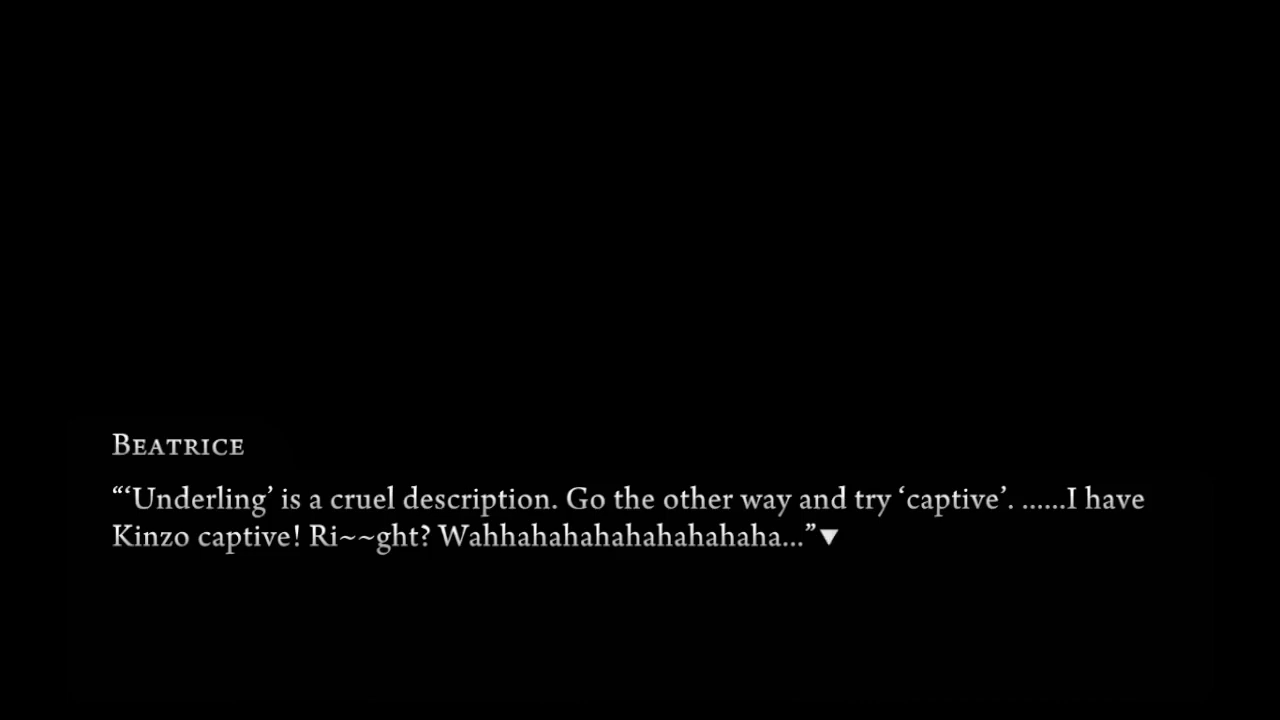 BEATRICE
“‘Underling’ is a cruel description. Go the other way and try ‘captive’. ......I have
Kinzo captive! Ri~~ght? Wahhahahahahahahahaha...”▼